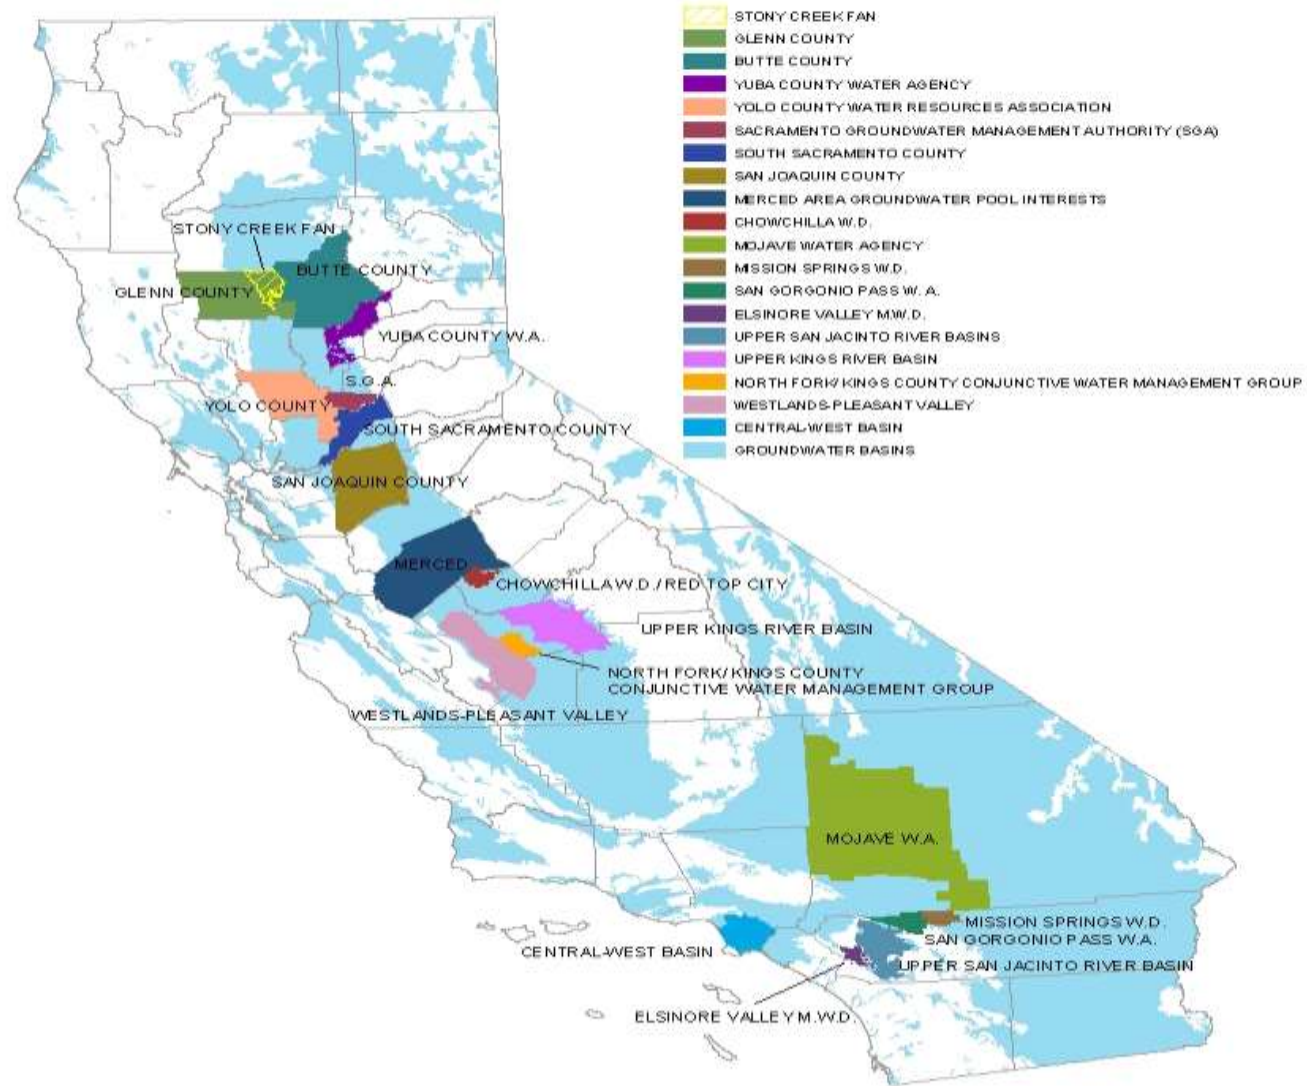 STONY CREEK FAN
GLENN COUNTY
BUTTE COUNTY
YUBA COUNTY WATER AGENCY
YOLO COUNTY WATER RESOURCES ASSOCIATION
SACRAMENTO GROUNDWATER MANAGEMENT AUTHORITY (SGA)
SOUTH SACRAMENTO COUNTY
SAN JOAQUIN COUNTY
MERCED AREA GROUNDWATER POOL INTERESTS
CHOWCHILLA W.D.
MOJAVE WATER AGENCY
MISSION SPRINGS W.D.
SAN GORGONIO PASS W.A.
ELSINORE VALLEY M.W.D.
UPPER SAN JACINTO RIVER BASINS
UPPER KINGS RIVER BASIN
NORTH FORK/KINGS COUNTY CONJUNCTIVE WATER MANAGEMENT GROUP
WESTLANDS-PLEASANT VALLEY
CENTRAL-WEST BASIN
GROUNDWATER BASINS
STONY CREEK FAN
BUTTE COUNTY
GLENN COUNTY
YUBA COUNTY W.A.
S.G.A.
YOLO COUNTY
SOUTH SACRAMENTO COUNTY
SAN JOAQUIN COUNTY
MERCED
CHOWCHILLA W.D./RED TOP CITY
UPPER KINGS RIVER BASIN
NORTH FORK/KINGS COUNTY
CONJUNCTIVE WATER MANAGEMENT GROUP
WESTLANDS-PLEASANT VALLEY
MOJAVE W.A.
MISSION SPRINGS W.D.
SAN GORGONIO PASS W.A.
CENTRAL-WEST BASIN
UPPER SAN JACINTO RIVER BASIN
ELSINORE VALLEY M.W.D.